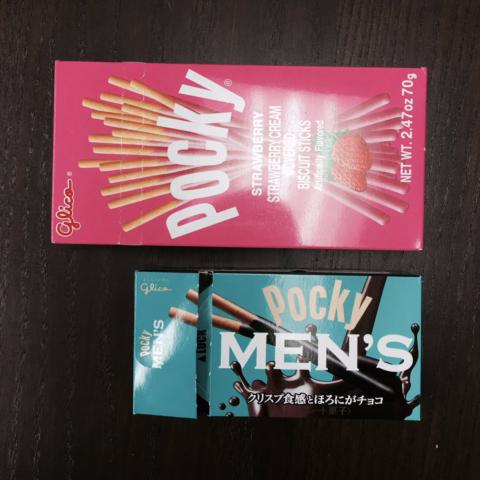 Pocky
STRAWBERRY
STRAWBERRY CREAM
COVERED
BISCUIT STICKS
Artificially Flavored
NET WT. 2.47oz 70g
Glico®
Glico
Pocky
MEN'S
LOCK
Pocky
MEN'S
クリスプ食感とほろにがチョコ